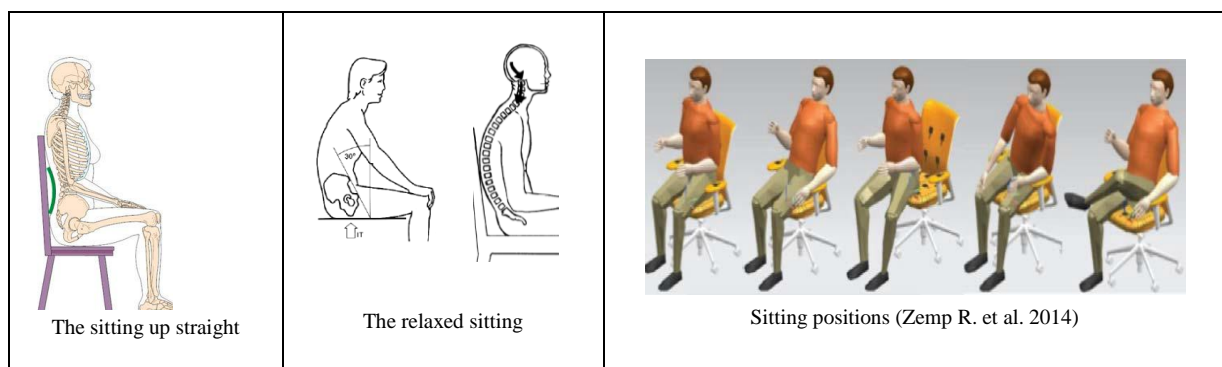 30°
IT
The sitting up straight
The relaxed sitting
Sitting positions (Zemp R. et al. 2014)